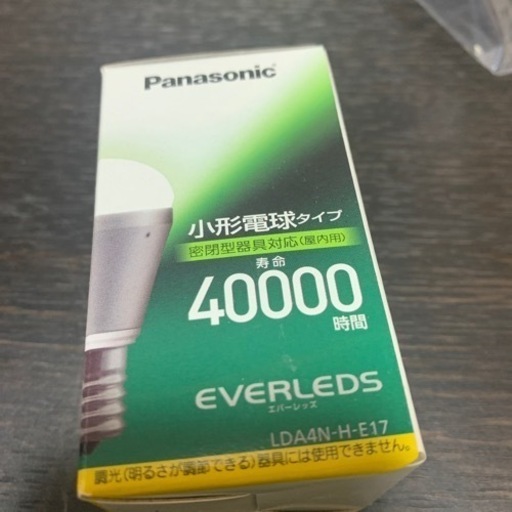 Panasonic
小形電球タイプ
密閉型器具対応(屋内用)
寿命
40000
時間
EVERLEDS
エバーレッズ
LDA4N-H-E17
調光(明るさが調節できる)器具には使用できません。